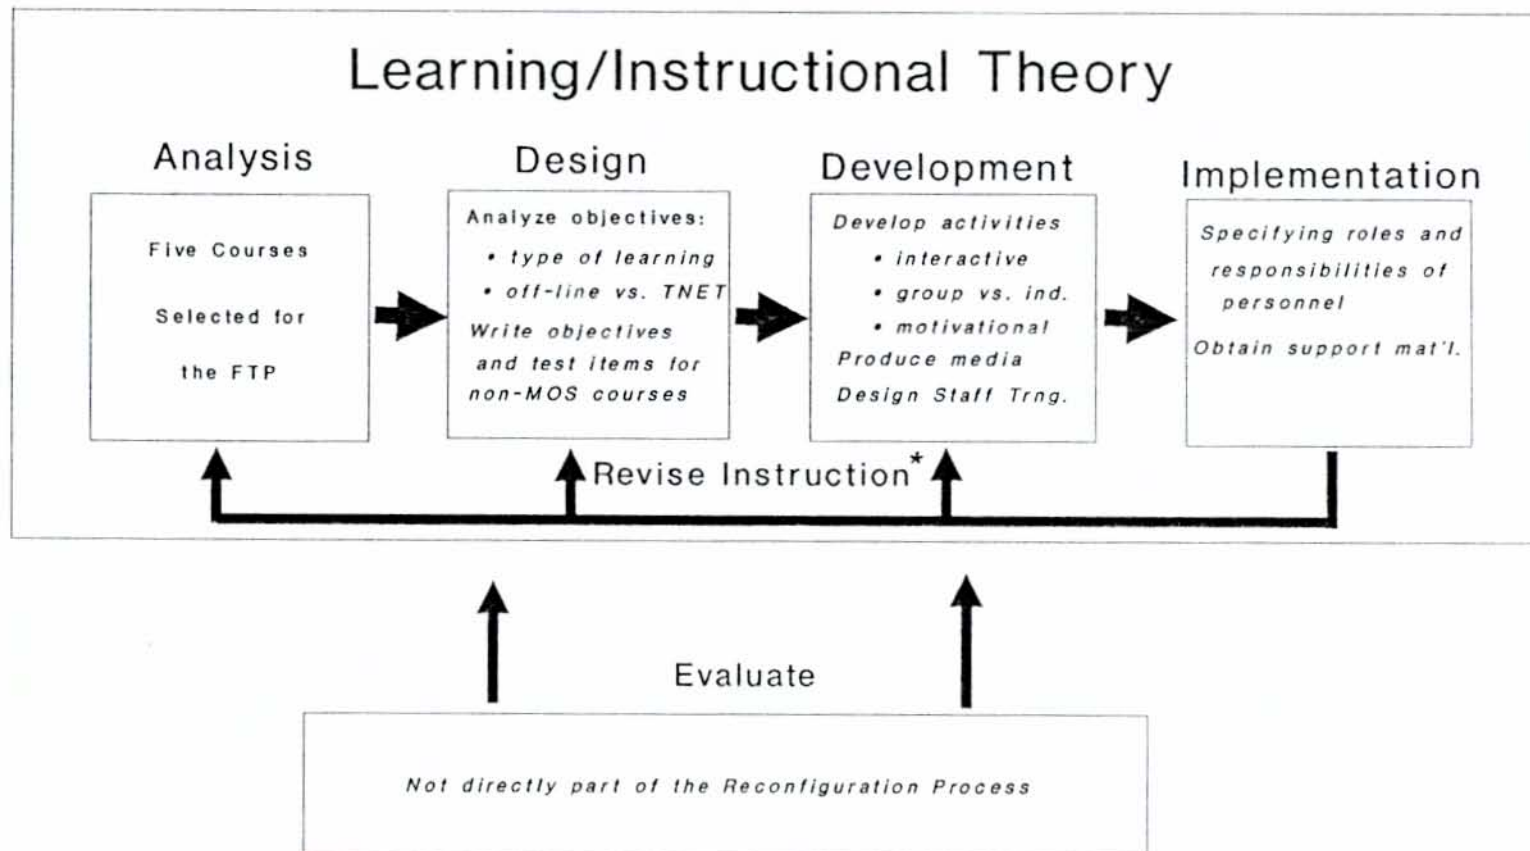 Learning/Instructional Theory
Analysis
Five Courses
Selected for
the FTP
Design
Analyze objectives:
• type of learning
• off-line vs. TNET
Write objectives
and test items for
non-MOS courses
Development
Develop activities
• interactive
• group vs. ind.
• motivational
Produce media
Design Staff Trng.
Implementation
Specifying roles and
responsibilities of
personnel
Obtain support mat'l.
Revise Instruction*
Evaluate
Not directly part of the Reconfiguration Process